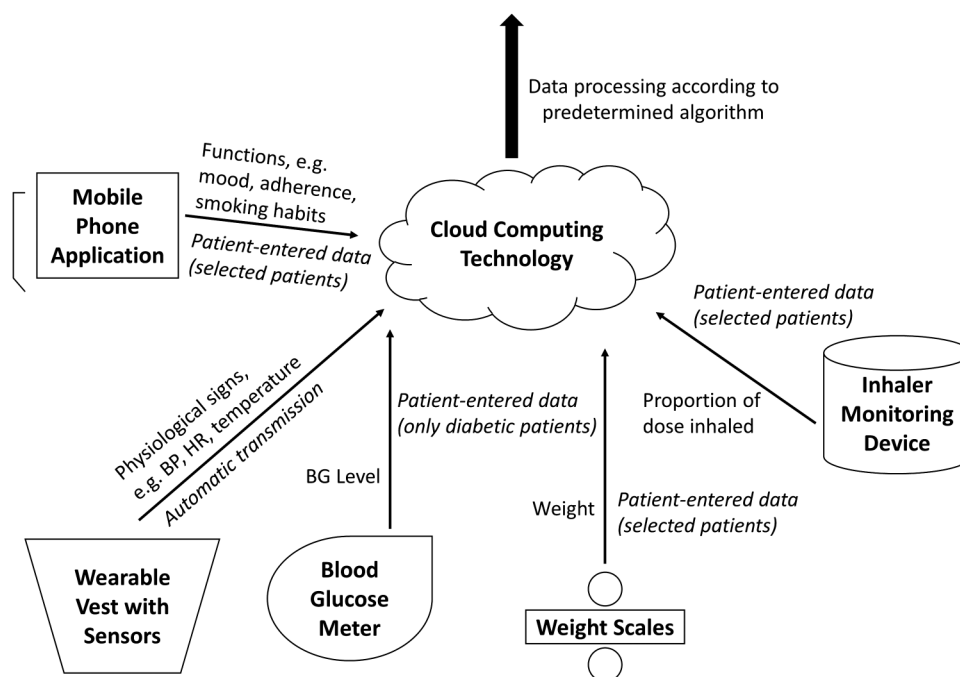 Data processing according to
predetermined algorithm
Functions, e.g.
mood, adherence,
smoking habits
Mobile
Phone
Application
Patient-entered data
(selected patients)
Cloud Computing
Technology
Patient-entered data
(selected patients)
Physiological signs,
e.g. BP, HR, temperature
Automatic transmission
Patient-entered data
(only diabetic patients)
BG Level
Proportion of
dose inhaled
Inhaler
Monitoring
Device
Weight
Patient-entered data
(selected patients)
Wearable
Vest with
Sensors
Blood
Glucose
Meter
Weight Scales